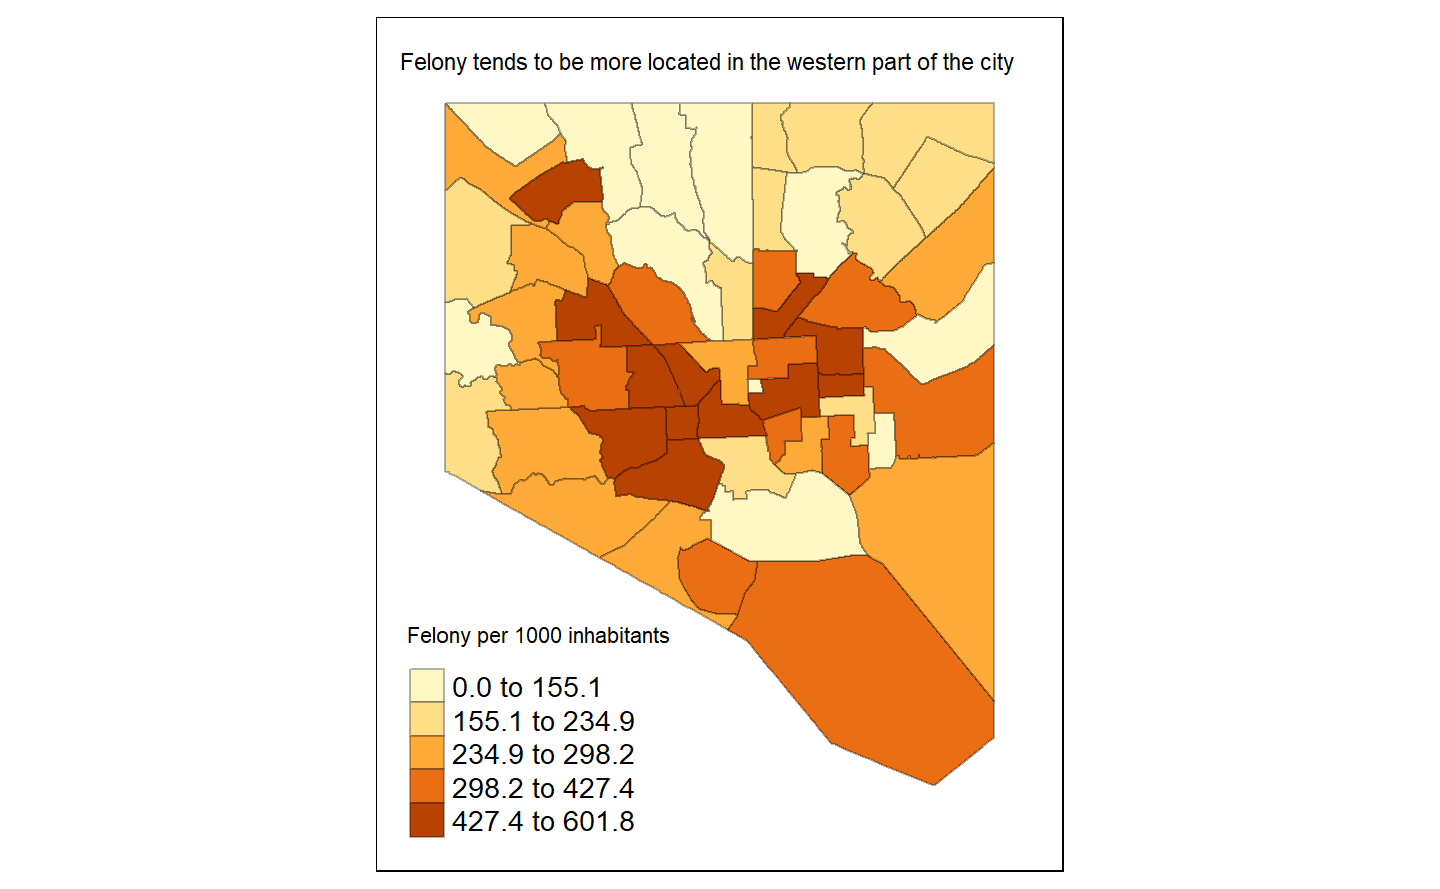 Felony tends to be more located in the western part of the city
Felony per 1000 inhabitants
0.0 to 155.1
155.1 to 234.9
234.9 to 298.2
298.2 to 427.4
427.4 to 601.8